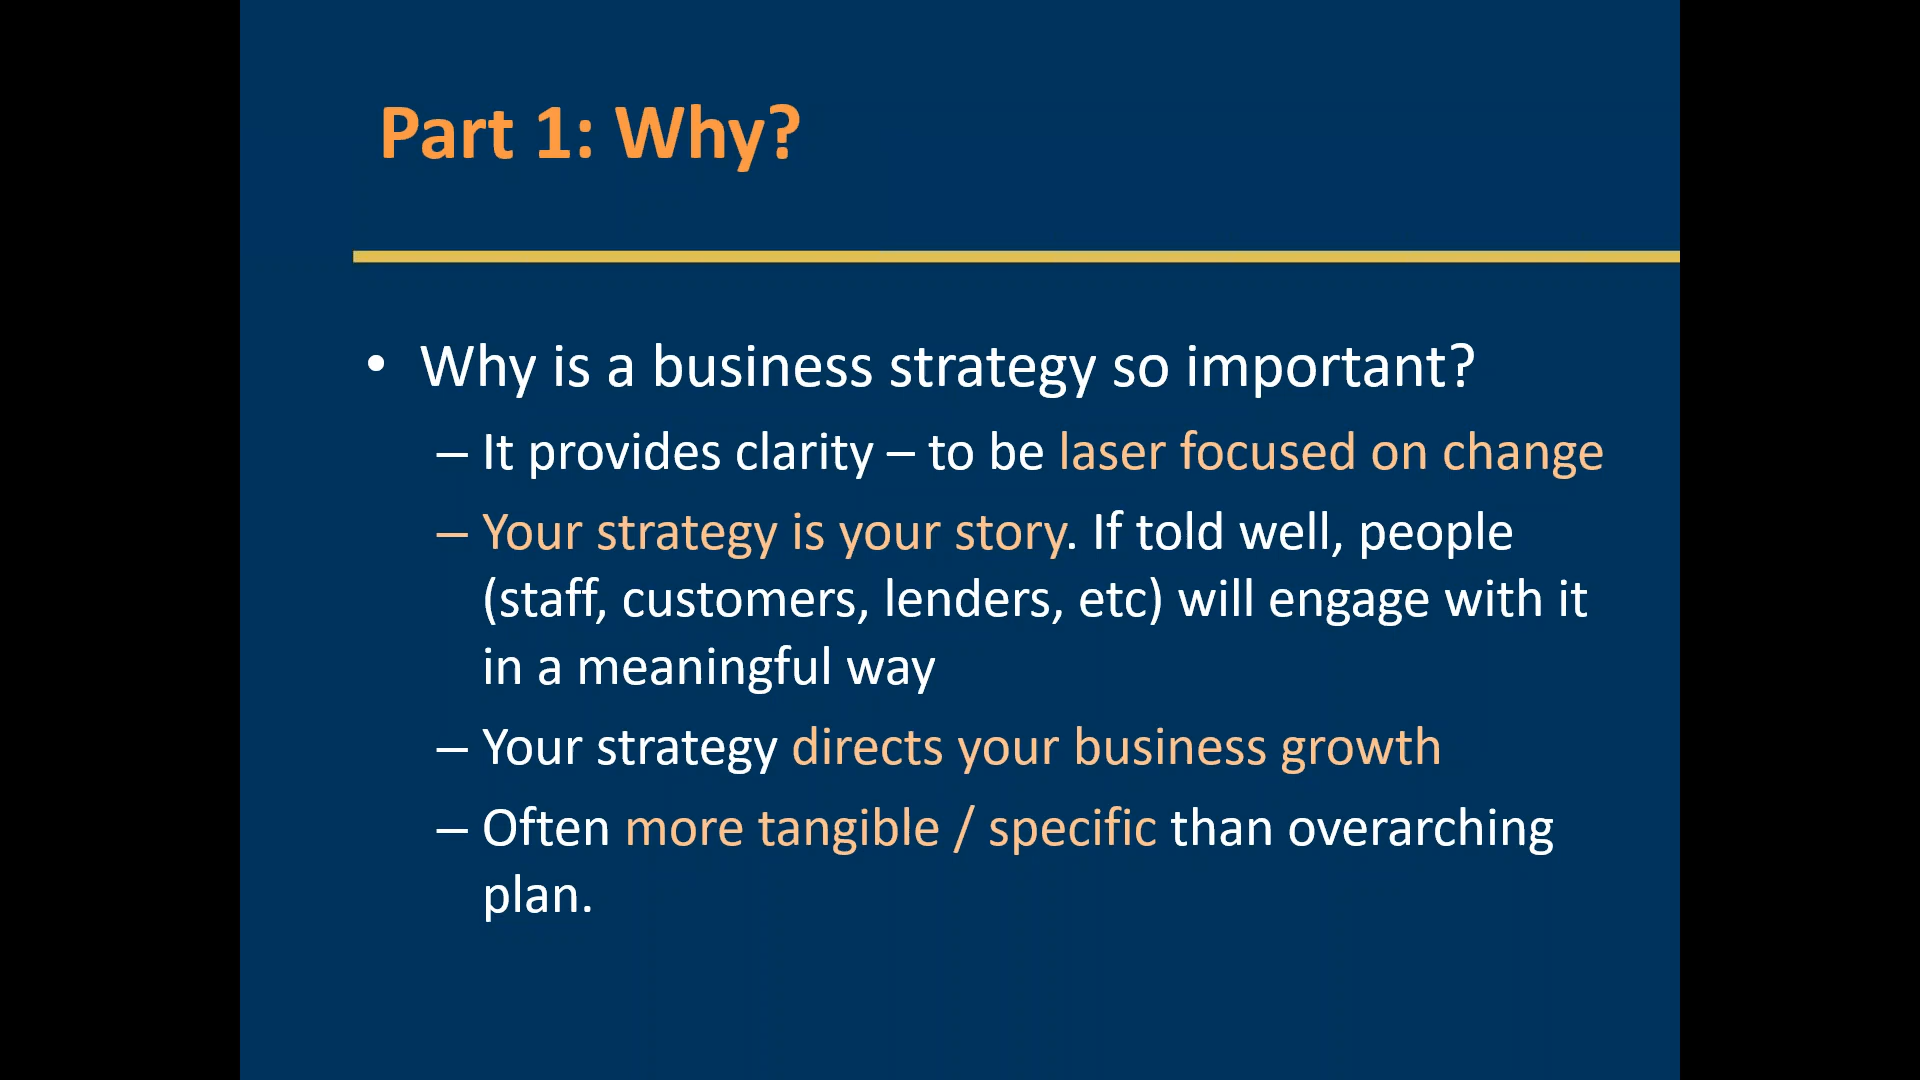 Part 1: Why?
• Why is a business strategy so important?
– It provides clarity – to be laser focused on change
– Your strategy is your story. If told well, people
(staff, customers, lenders, etc) will engage with it
in a meaningful way
– Your strategy directs your business growth
– Often more tangible / specific than overarching
plan.